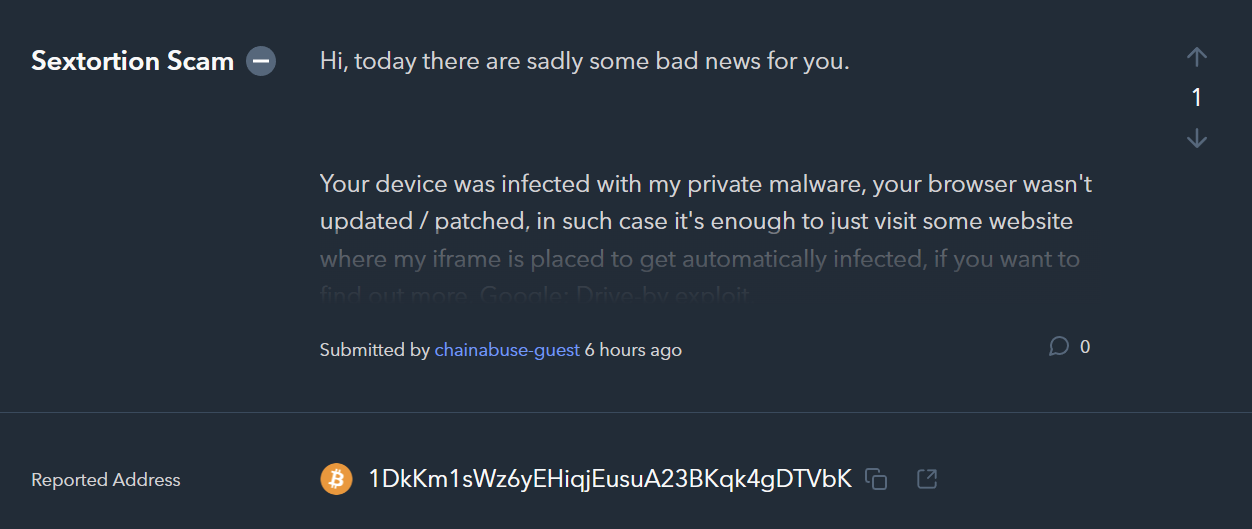 Sextortion Scam
Hi, today there are sadly some bad news for you.
1
Your device was infected with my private malware, your browser wasn't
updated / patched, in such case it's enough to just visit some website
where my iframe is placed to get automatically infected, if you want to
find out more, Google: Drive-by exploit.
Submitted by chainabuse-guest 6 hours ago
0
Reported Address
1DkKm1sWz6yEHiqjEusuA23BKqk4gDTVbK